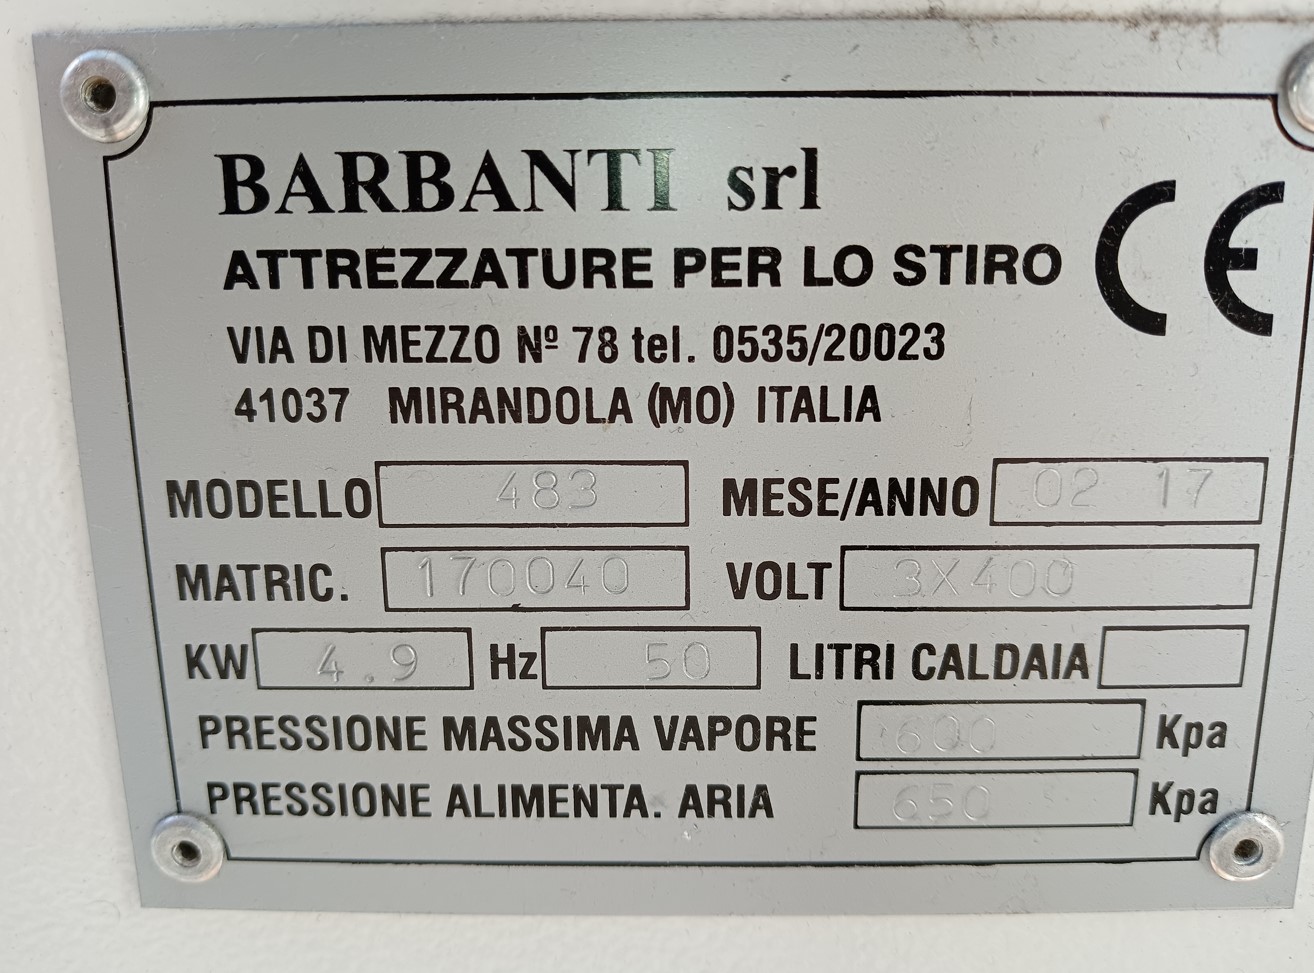 BARBANTI srl
ATTREZZATURE PER LO STIRO
VIA DI MEZZO Nº 78 tel. 0535/20023
41037 MIRANDOLA (MO) ITALIA
CE
MODELLO 483 MESE/ANNO 02 17
MATRIC. 170040 VOLT 3X400
KW 4.9 Hz 50 LITRI CALDAIA
PRESSIONE MASSIMA VAPORE 600 Kpa
PRESSIONE ALIMENTA. ARIA 650 Kpa